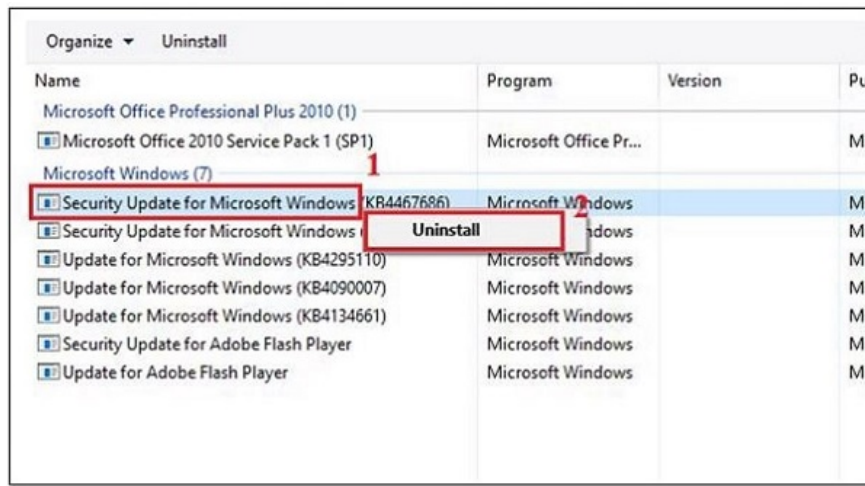 Organize Uninstall
Name Program Version Pu
Microsoft Office Professional Plus 2010 (1)
Microsoft Office 2010 Service Pack 1 (SP1) Microsoft Office Pr... M
1
Microsoft Windows (7)
Security Update for Microsoft Windows (KB4467686) Microsoft Windows M
2
Security Update for Microsoft Windows ( Uninstall dows M
Update for Microsoft Windows (KB4295110) Microsoft Windows M
Update for Microsoft Windows (KB4090007) Microsoft Windows M
Update for Microsoft Windows (KB4134661) Microsoft Windows M
Security Update for Adobe Flash Player Microsoft Windows M
Update for Adobe Flash Player Microsoft Windows M